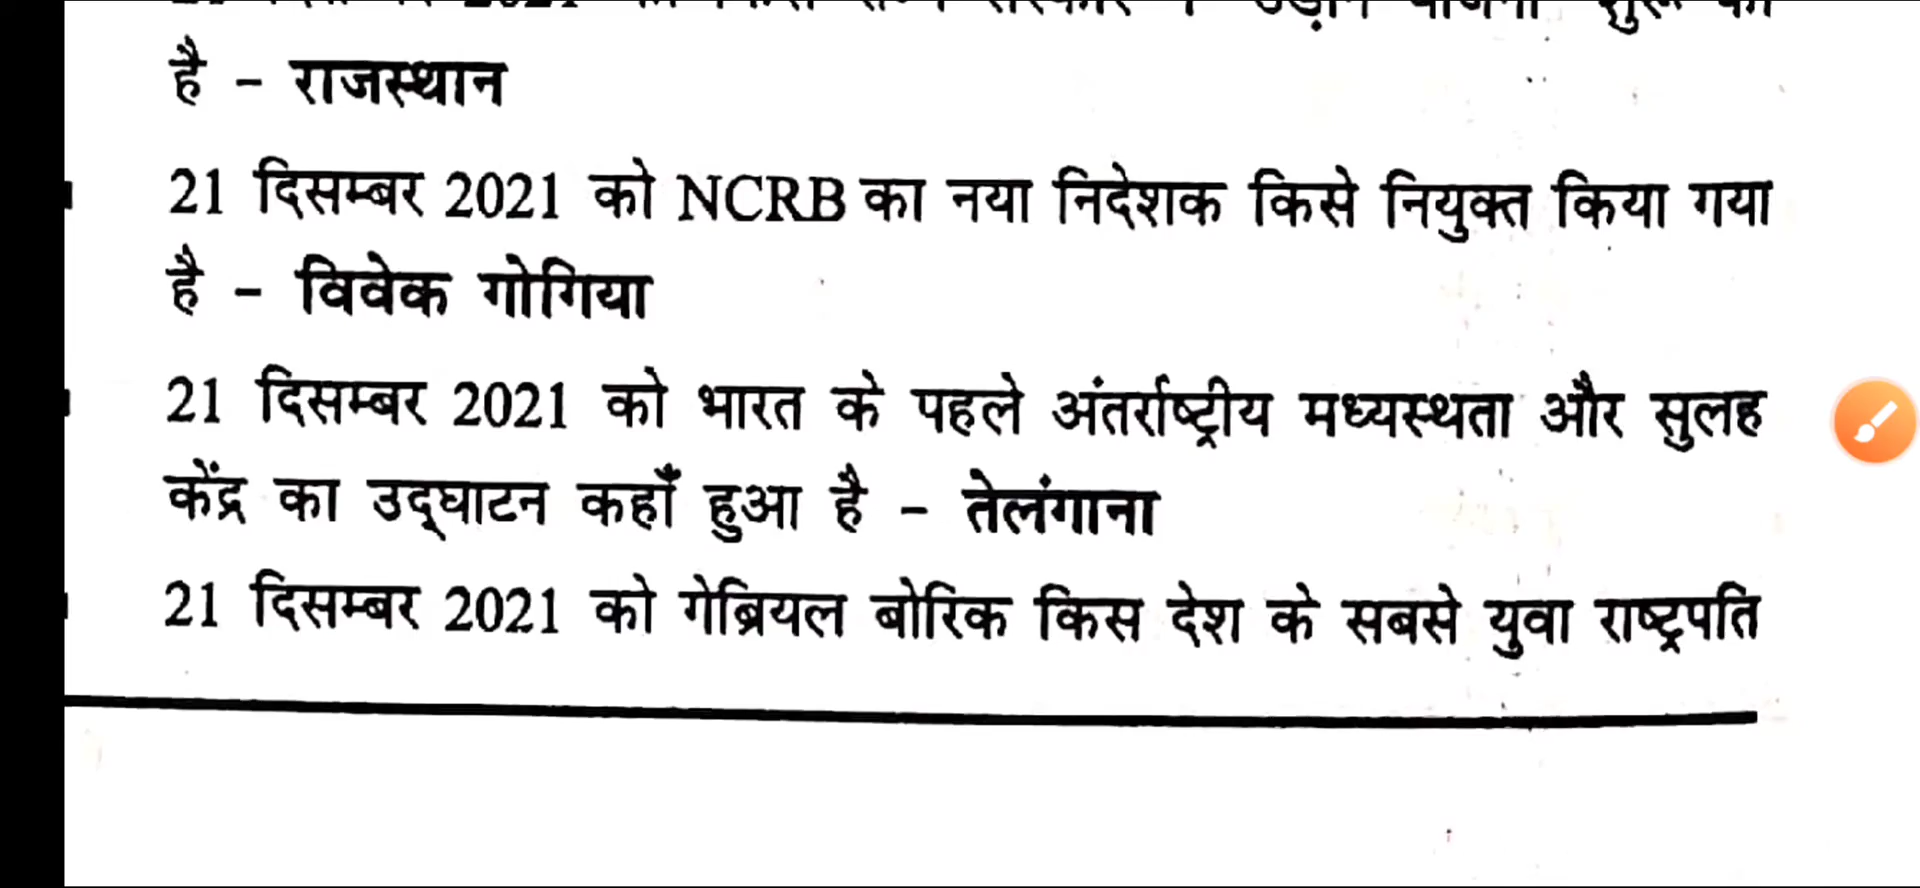 2021
है - राजस्थान
21 दिसम्बर 2021 को NCRB का नया निदेशक किसे नियुक्त किया गया
है - विवेक गोगिया
21 दिसम्बर 2021 को भारत के पहले अंतर्राष्ट्रीय मध्यस्थता और सुलह
केंद्र का उद्घाटन कहाँ हुआ है - तेलंगाना
21 दिसम्बर 2021 को गेब्रियल बोरिक किस देश के सबसे युवा राष्ट्रपति